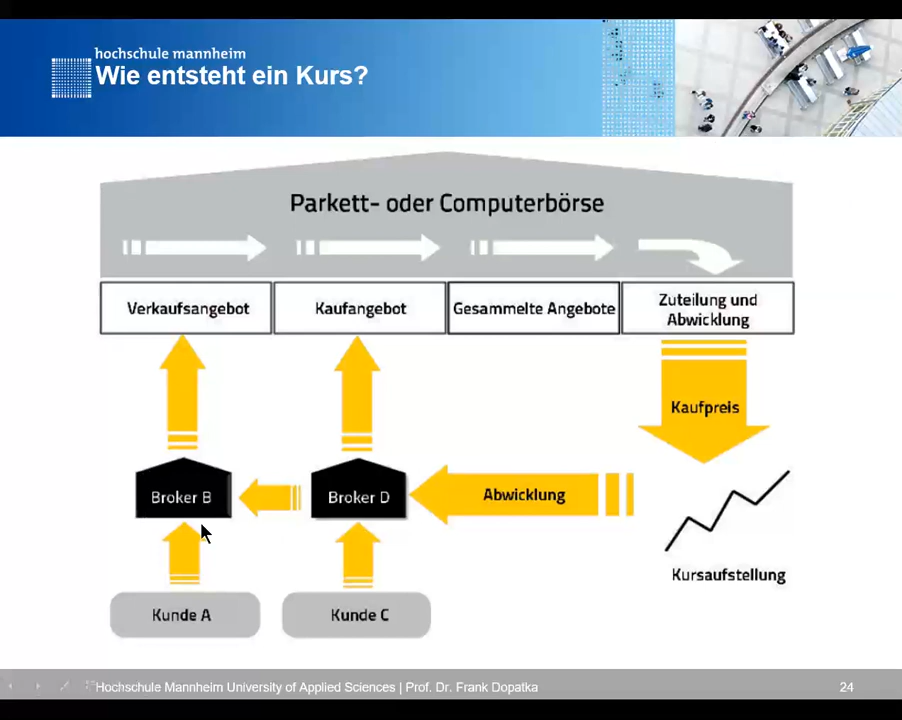 hochschule mannheim
Wie entsteht ein Kurs?
Parkett- oder Computerbörse
Verkaufsangebot
Kaufangebot
Gesammelte Angebote
Zuteilung und
Abwicklung
Kaufpreis
Broker B
Broker D
Abwicklung
Kursaufstellung
Kunde A
Kunde C
Hochschule Mannheim University of Applied Sciences | Prof. Dr. Frank Dopatka
24